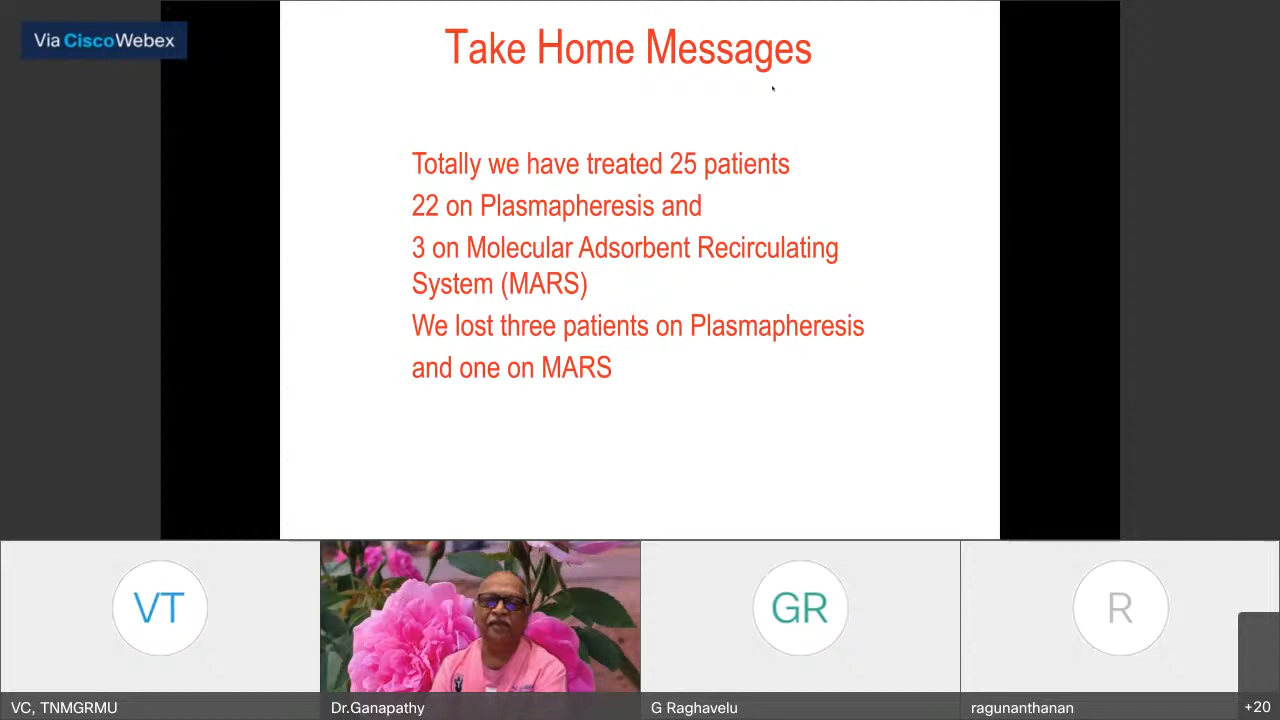 Via CiscoWebex
Take Home Messages
Totally we have treated 25 patients
22 on Plasmapheresis and
3 on Molecular Adsorbent Recirculating
System (MARS)
We lost three patients on Plasmapheresis
and one on MARS
VT
GR
R
VC, TNMGRMU
Dr.Ganapathy
G Raghavelu
ragunanthanan
+20